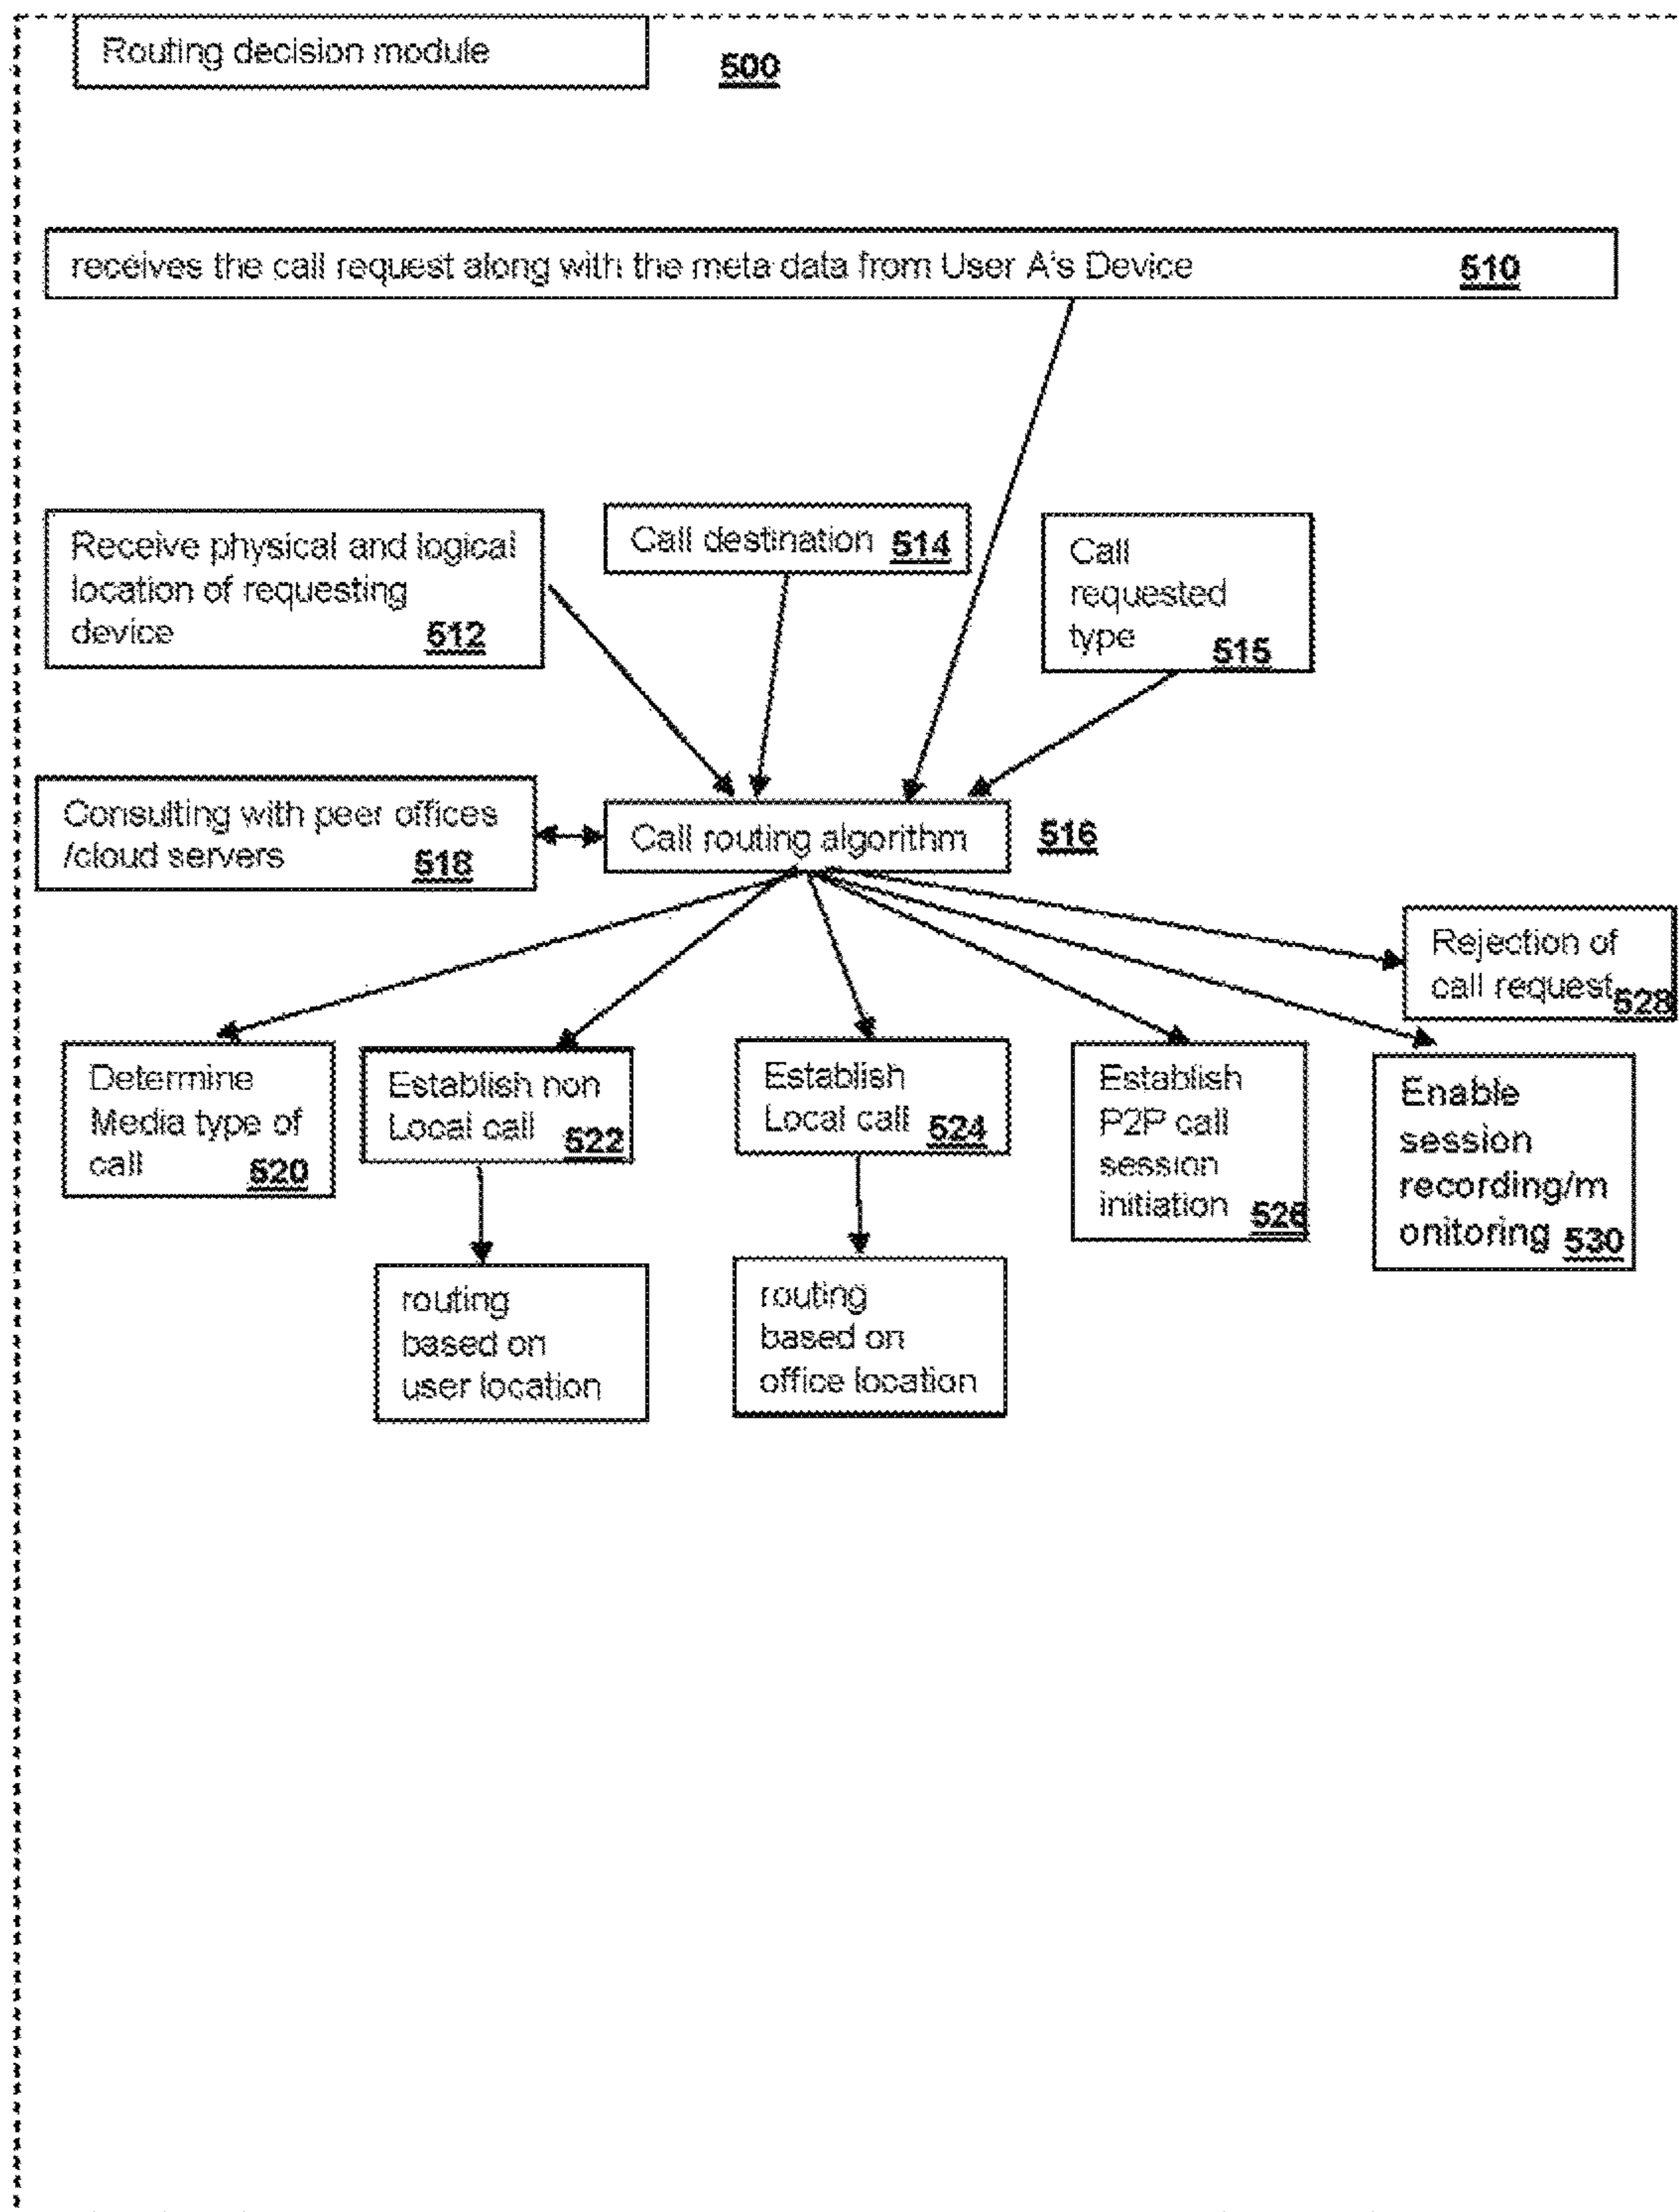 Routing decision module
500
receives the call request along with the meta data from User A's Device 510
Receive physical and logical
location of requesting
device 512
Call destination 514
Call
requested
type 515
Consulting with peer offices
/cloud servers 518
Call routing algorithm
516
Rejection of
call request 528
Determine
Media type of
call 520
Establish non
Local call 522
Establish
Local call 524
Establish
P2P call
session
initiation 526
Enable
session
recording/m
onitoring 530
routing
based on
user location
routing
based on
office location